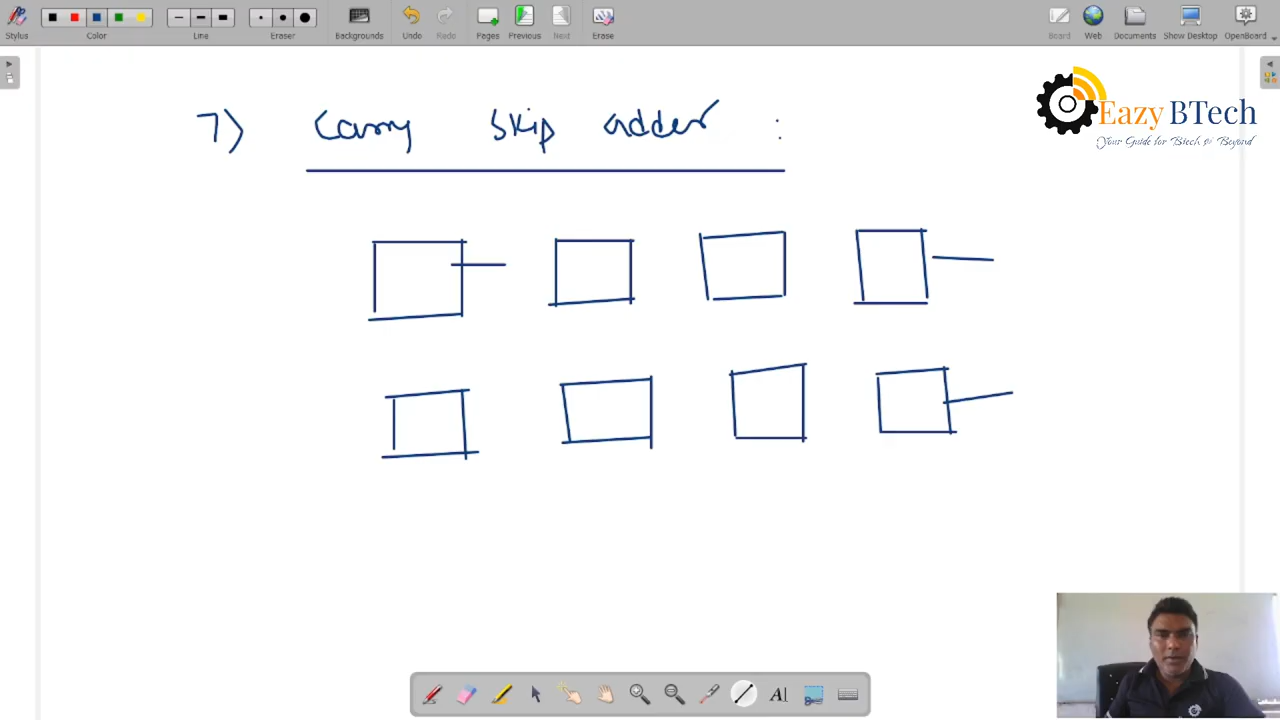 Stylus
Color
Line
Eraser
Backgrounds
Undo
Redo
Pages
Previous
Next
Erase
Board
Web
Documents
Show Desktop
OpenBoard
Eazy BTech
Your Guide for Btech & Beyond
7) Carry Skip adder :
A